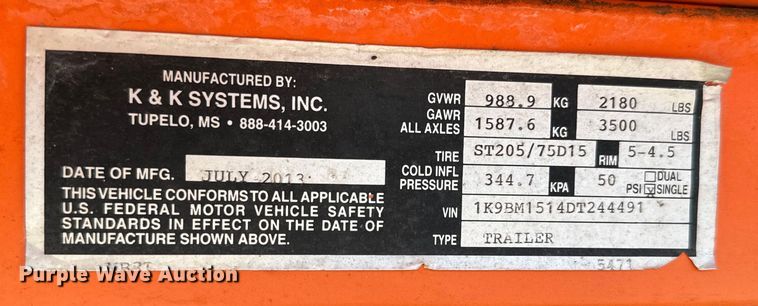 MANUFACTURED BY:
K & K SYSTEMS, INC.
TUPELO, MS • 888-414-3003
DATE OF MFG. JULY 2013
THIS VEHICLE CONFORMS TO ALL APPLICABLE
U.S. FEDERAL MOTOR VEHICLE SAFETY
STANDARDS IN EFFECT ON THE DATE OF
MANUFACTURE SHOWN ABOVE.
GVWR 988.9 KG 2180 LBS
GAWR
ALL AXLES 1587.6 KG 3500 LBS
TIRE ST205/75D15 RIM 5-4.5
COLD INFL
PRESSURE 344.7 KPA 50 PSI DUAL
SINGLE
VIN 1K9BM1514DT244491
TYPE TRAILER
5471
Purple Wave Auction